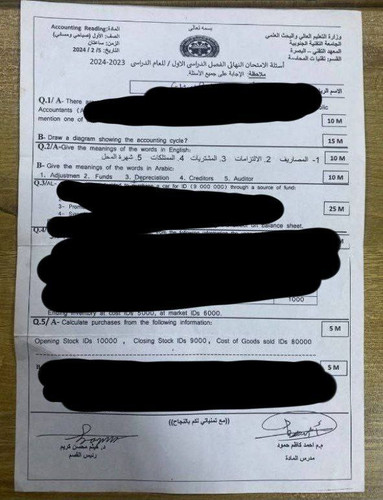 بسمه تعالى
وزارة التعليم العالي والبحث العلمي
الجامعة التقنية الجنوبية
المعهد التقني - البصرة
القسم: تقنيات المحاسبة
المادة: Accounting Reading
الصف: الأول (صباحي ومسائي)
الزمن: ساعتان
التاريخ: 2024/2/5
أسئلة الامتحان النهائي الفصل الدراسي الاول / للعام الدراسي 2023-2024
ملاحظة: الإجابة على جميع الأسئلة.
Q.1/ A- There
Accountants (A
mention one of
10 M
B- Draw a diagram showing the accounting cycle?
15 M
Q.2/A-Give the meanings of the words in English:
1- المصاريف 2. الالتزامات 3. المشتريات 4. الممتلكات 5. شهرة المحل
10 M
B- Give the meanings of the words in Arabic:
1. Adjustmen 2. Funds 3. Depreciation 4. Creditors 5. Auditor
10 M
Q.3/A
a car for ID (9 000 000) through a source of fund:
25 M
balance sheet.
M
1000
Ending inventory at cost IDs 5000, at market IDs 6000.
Q.5/ A- Calculate purchases from the following information:
5 M
Opening Stock IDs 10000 , Closing Stock IDs 9000 , Cost of Goods sold IDs 80000
5 M
((مع تمنياتي لكم بالنجاح))
م.م احمد كاظم حمود
مدرس المادة
رئيس القسم